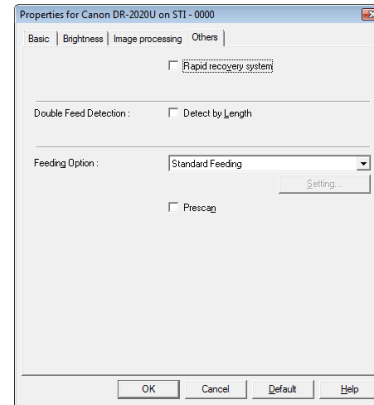 Properties for Canon DR-2020U on STI - 0000
Basic Brightness Image processing Others
Rapid recovery system
Double Feed Detection : Detect by Length
Feeding Option : Standard Feeding
Setting...
Prescan
OK Cancel Default Help